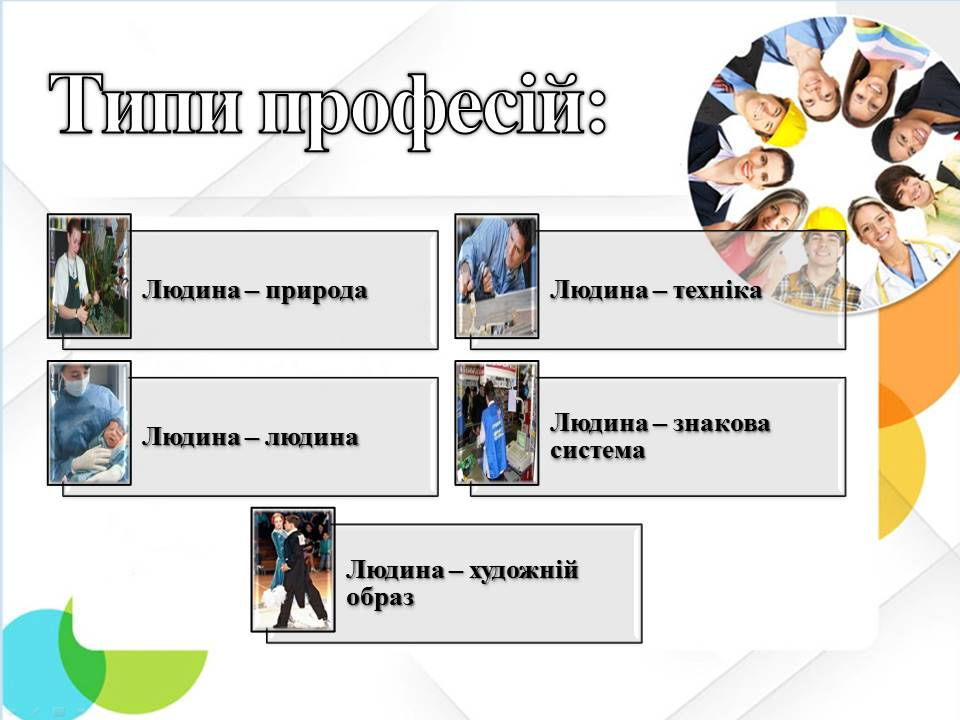 Типи професій:
Людина – природа
Людина – техніка
Людина – людина
Людина – знакова
система
Людина – художній
образ